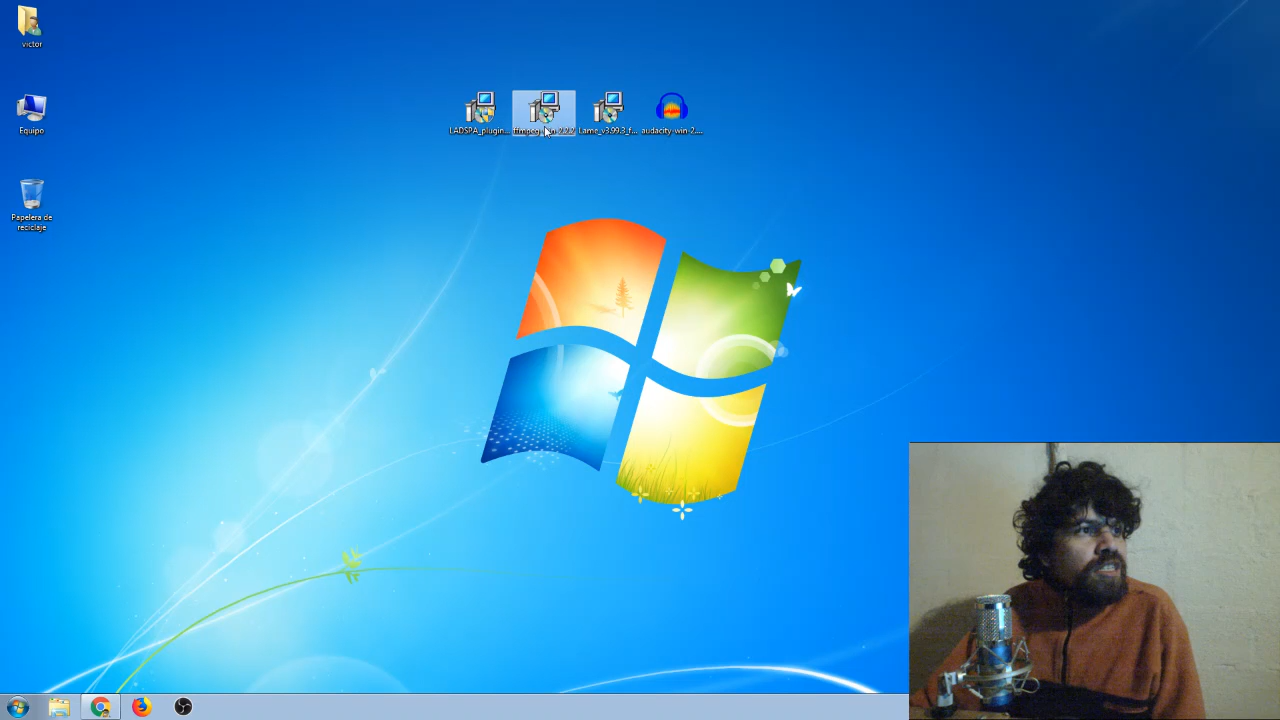 victor
LADSPA_plugin...
Lame_v3.99.3_f...
audacity-win-2....
Equipo
Papelera de
reciclaje